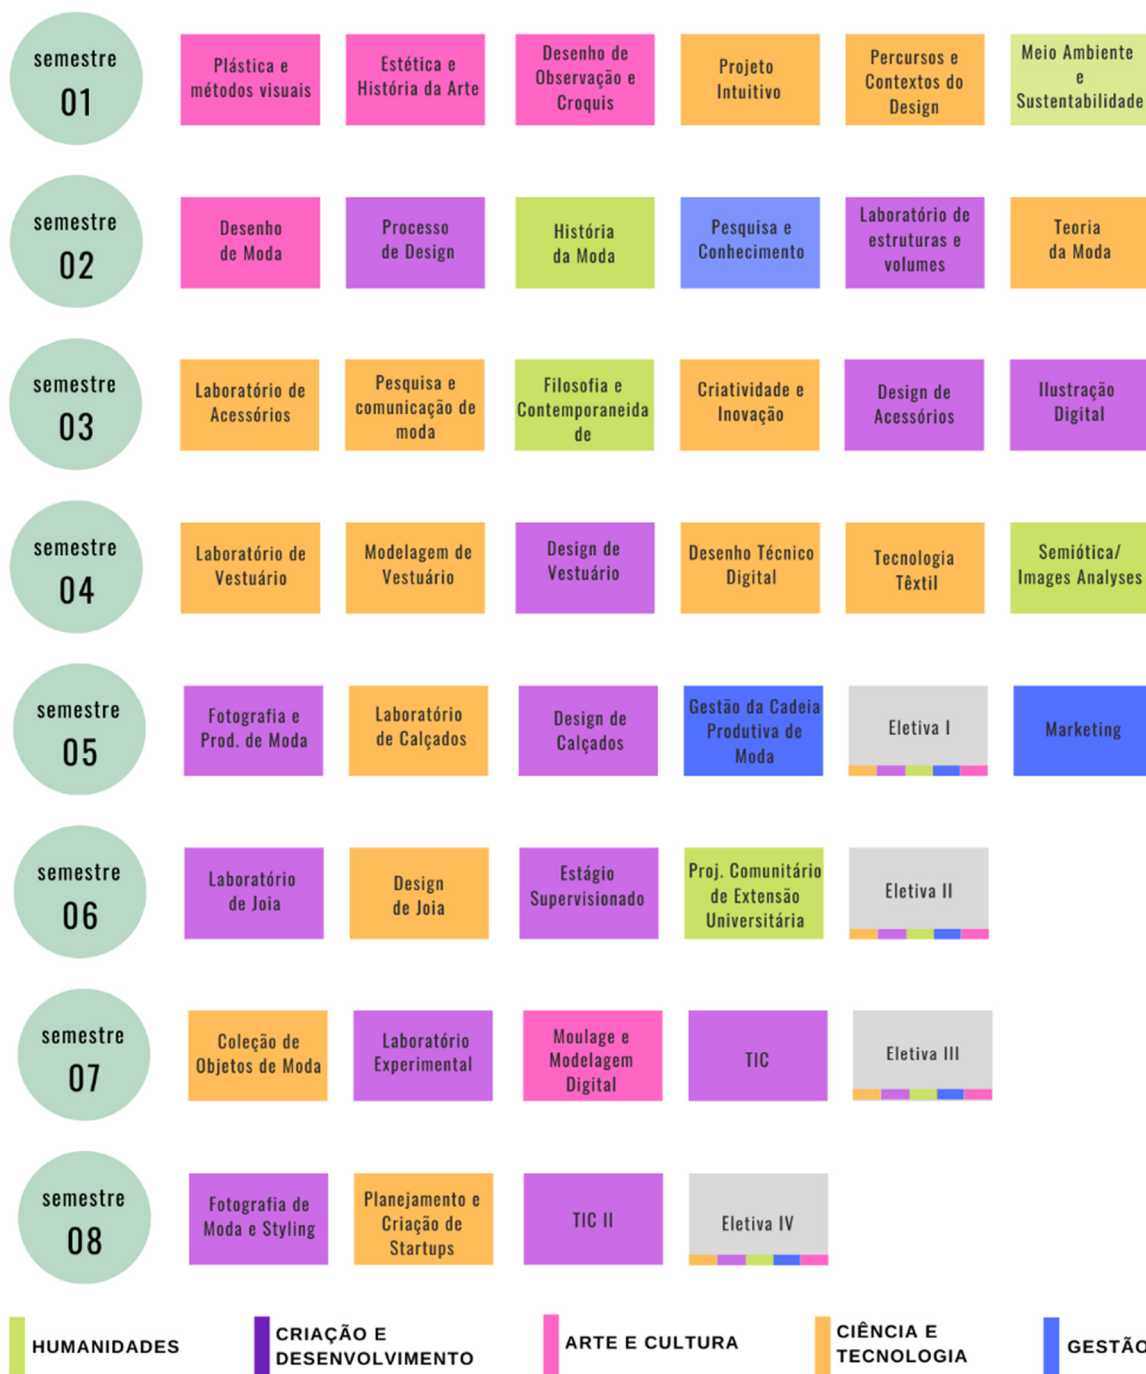 semestre
01
Plástica e
métodos visuais
Estética e
História da Arte
Desenho de
Observação e
Croquis
Projeto
Intuitivo
Percursos e
Contextos do
Design
Meio Ambiente
e
Sustentabilidade
semestre
02
Desenho
de Moda
Processo
de Design
História
da Moda
Pesquisa e
Conhecimento
Laboratório de
estruturas e
volumes
Teoria
da Moda
semestre
03
Laboratório de
Acessórios
Pesquisa e
comunicação de
moda
Filosofia e
Contemporaneida
de
Criatividade e
Inovação
Design de
Acessórios
Ilustração
Digital
semestre
04
Laboratório de
Vestuário
Modelagem de
Vestuário
Design de
Vestuário
Desenho Técnico
Digital
Tecnologia
Têxtil
Semiótica/
Images Analyses
semestre
05
Fotografia e
Prod. de Moda
Laboratório
de Calçados
Design de
Calçados
Gestão da Cadeia
Produtiva de
Moda
Eletiva I
Marketing
semestre
06
Laboratório
de Joia
Design
de Joia
Estágio
Supervisionado
Proj. Comunitário
de Extensão
Universitária
Eletiva II
semestre
07
Coleção de
Objetos de Moda
Laboratório
Experimental
Moulage e
Modelagem
Digital
TIC
Eletiva III
semestre
08
Fotografia de
Moda e Styling
Planejamento e
Criação de
Startups
TIC II
Eletiva IV
HUMANIDADES
CRIAÇÃO E
DESENVOLVIMENTO
ARTE E CULTURA
CIÊNCIA E
TECNOLOGIA
GESTÃO